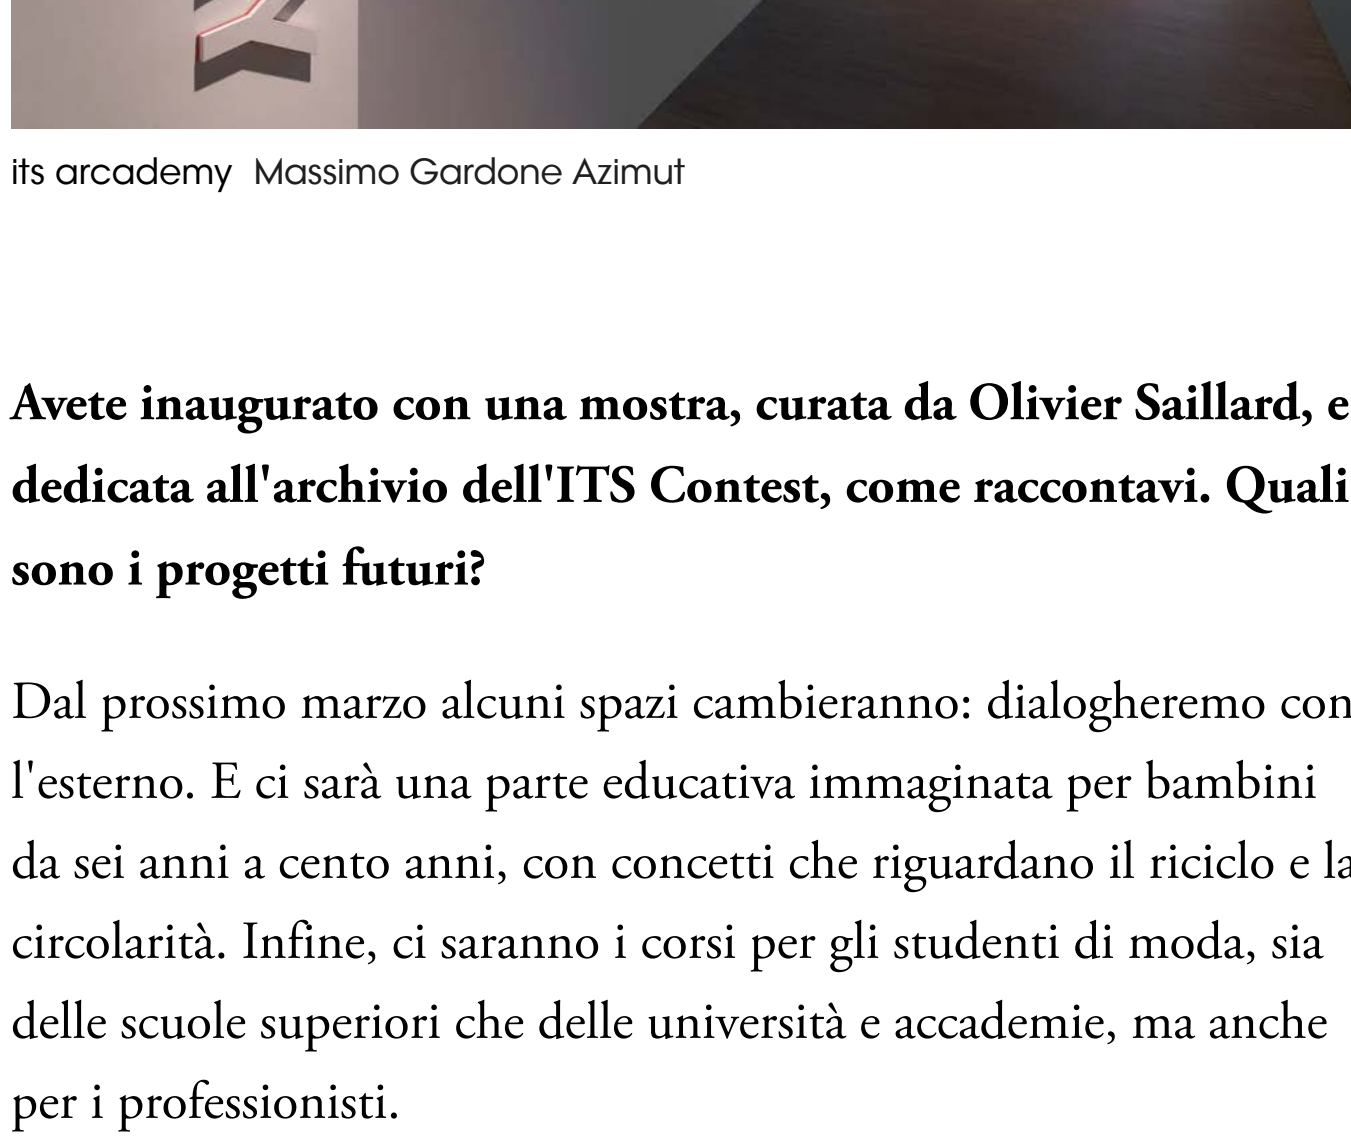 its arcademy Massimo Gardone Azimut
Avete inaugurato con una mostra, curata da Olivier Saillard, e
dedicata all'archivio dell'ITS Contest, come raccontavi. Quali
sono i progetti futuri?
Dal prossimo marzo alcuni spazi cambieranno: dialogheremo con
l'esterno. E ci sarà una parte educativa immaginata per bambini
da sei anni a cento anni, con concetti che riguardano il riciclo e la
circolarità. Infine, ci saranno i corsi per gli studenti di moda, sia
delle scuole superiori che delle università e accademie, ma anche
per i professionisti.